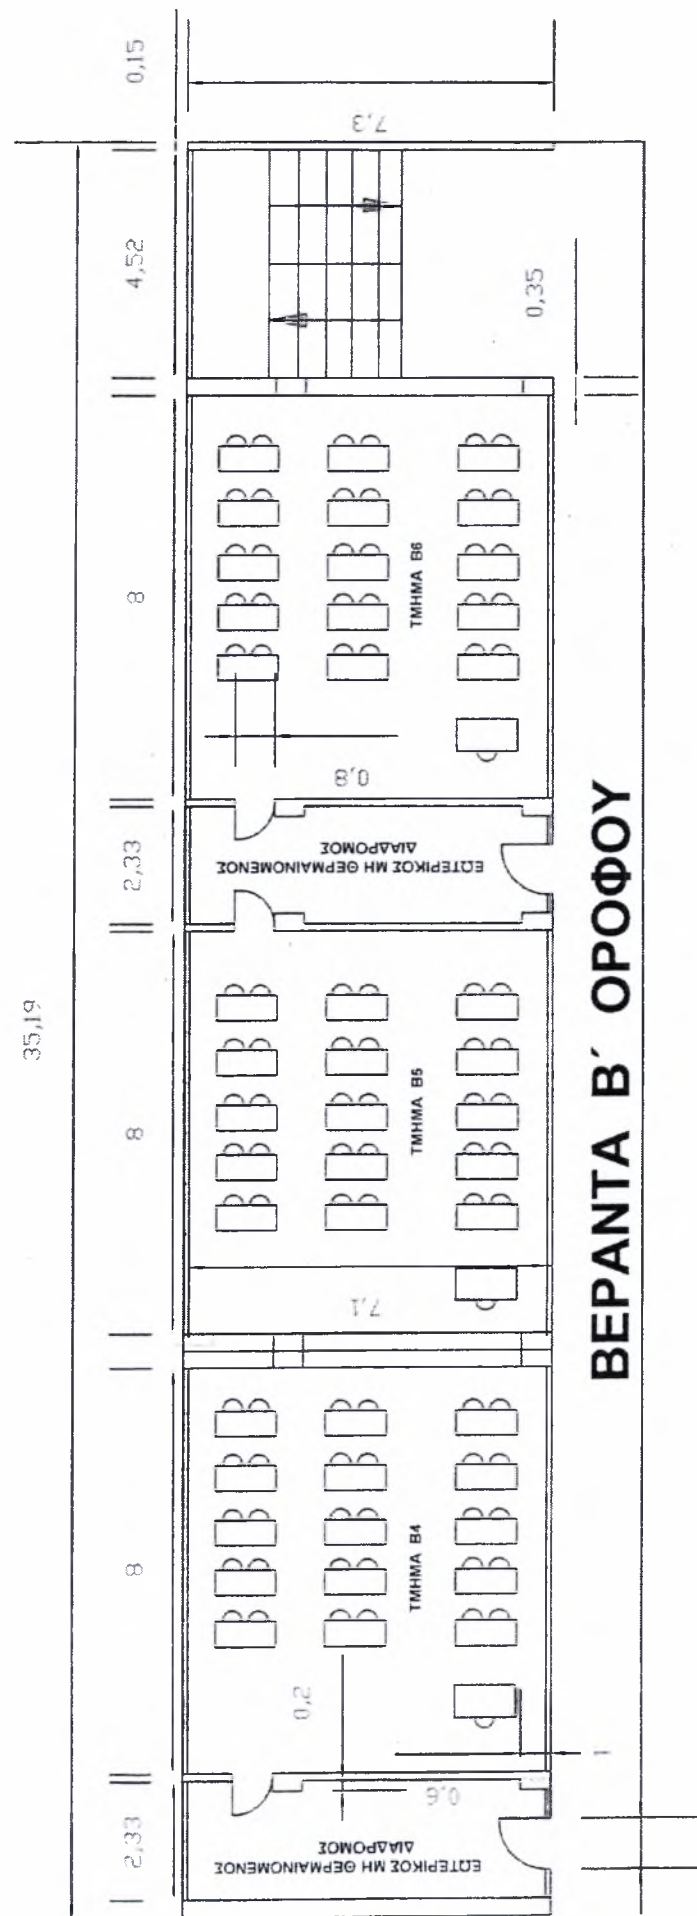 0,15
7,3
4,52
0,35
8
ΤΜΗΜΑ Β6
0,8
2,33
ΕΣΩΤΕΡΙΚΟΣ ΜΗ ΘΕΡΜΑΙΝΟΜΕΝΟΣ
ΔΙΑΔΡΟΜΟΣ
35,19
8
ΤΜΗΜΑ Β5
7,1
ΒΕΡΑΝΤΑ Β΄ ΟΡΟΦΟΥ
8
ΤΜΗΜΑ Β4
0,2
1
0,6
2,33
ΕΣΩΤΕΡΙΚΟΣ ΜΗ ΘΕΡΜΑΙΝΟΜΕΝΟΣ
ΔΙΑΔΡΟΜΟΣ